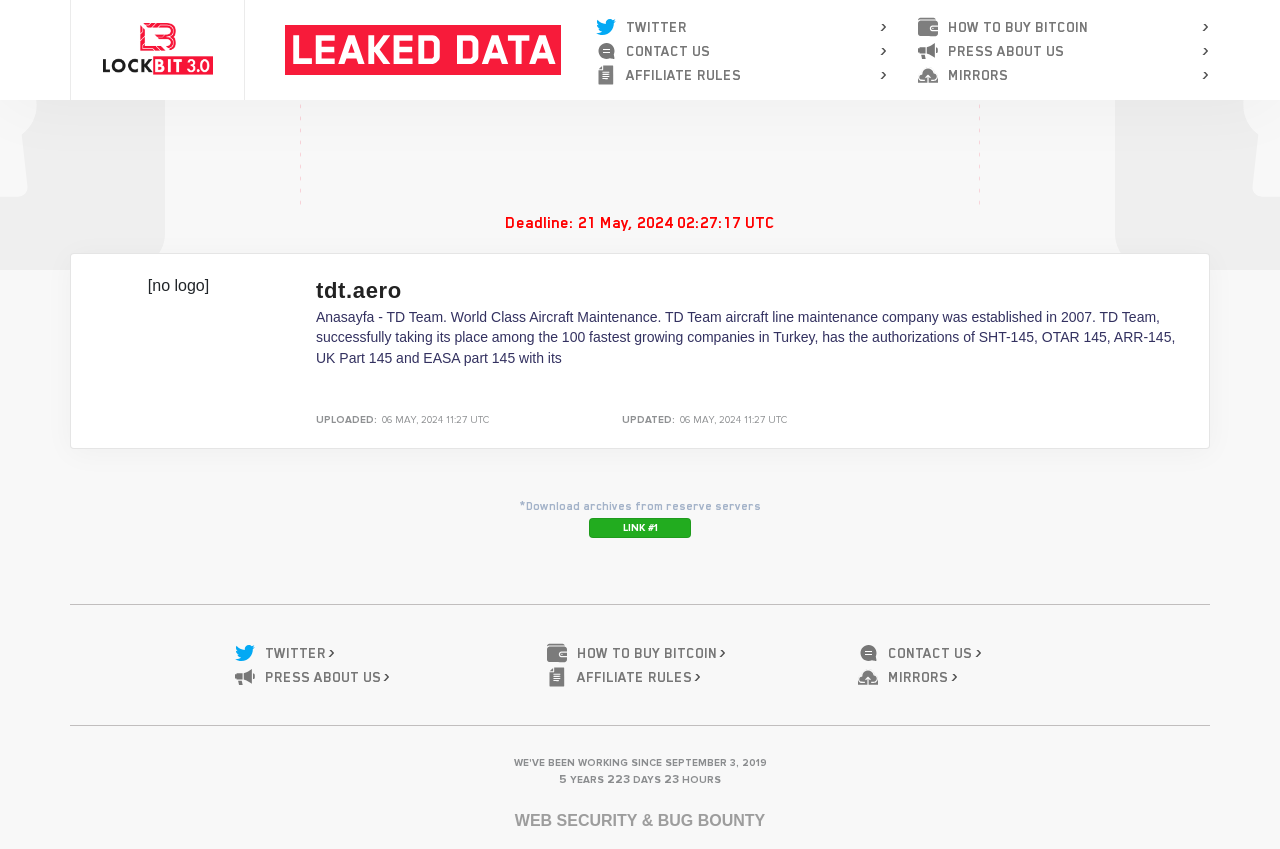 LOCKBIT 3.0
LEAKED DATA
TWITTER
CONTACT US
AFFILIATE RULES
HOW TO BUY BITCOIN
PRESS ABOUT US
MIRRORS
Deadline: 21 May, 2024 02:27:17 UTC
[no logo]
tdt.aero
Anasayfa - TD Team. World Class Aircraft Maintenance. TD Team aircraft line maintenance company was established in 2007. TD Team,
successfully taking its place among the 100 fastest growing companies in Turkey, has the authorizations of SHT-145, OTAR 145, ARR-145,
UK Part 145 and EASA part 145 with its
UPLOADED: 06 MAY, 2024 11:27 UTC
UPDATED: 06 MAY, 2024 11:27 UTC
*Download archives from reserve servers
LINK #1
TWITTER
HOW TO BUY BITCOIN
CONTACT US
PRESS ABOUT US
AFFILIATE RULES
MIRRORS
WE'VE BEEN WORKING SINCE SEPTEMBER 3, 2019
5 YEARS 223 DAYS 23 HOURS
WEB SECURITY & BUG BOUNTY